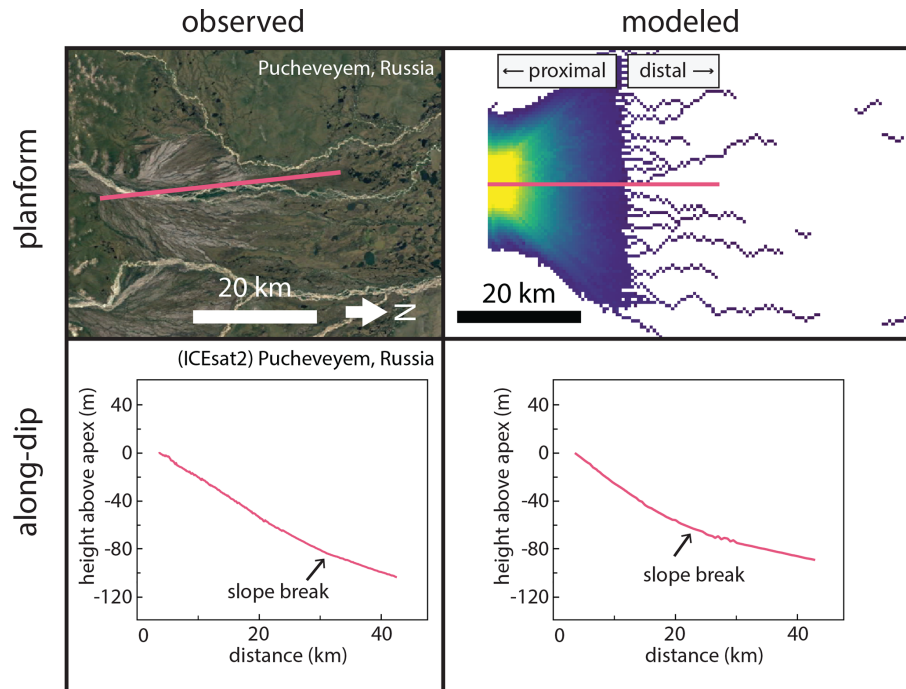 observed
modeled
planform
Pucheveyem, Russia
20 km
N
← proximal
distal →
20 km
along-dip
(ICEsat2) Pucheveyem, Russia
height above apex (m)
40
0
-40
-80
-120
slope break
0
20
40
distance (km)
height above apex (m)
40
0
-40
-80
-120
slope break
0
20
40
distance (km)